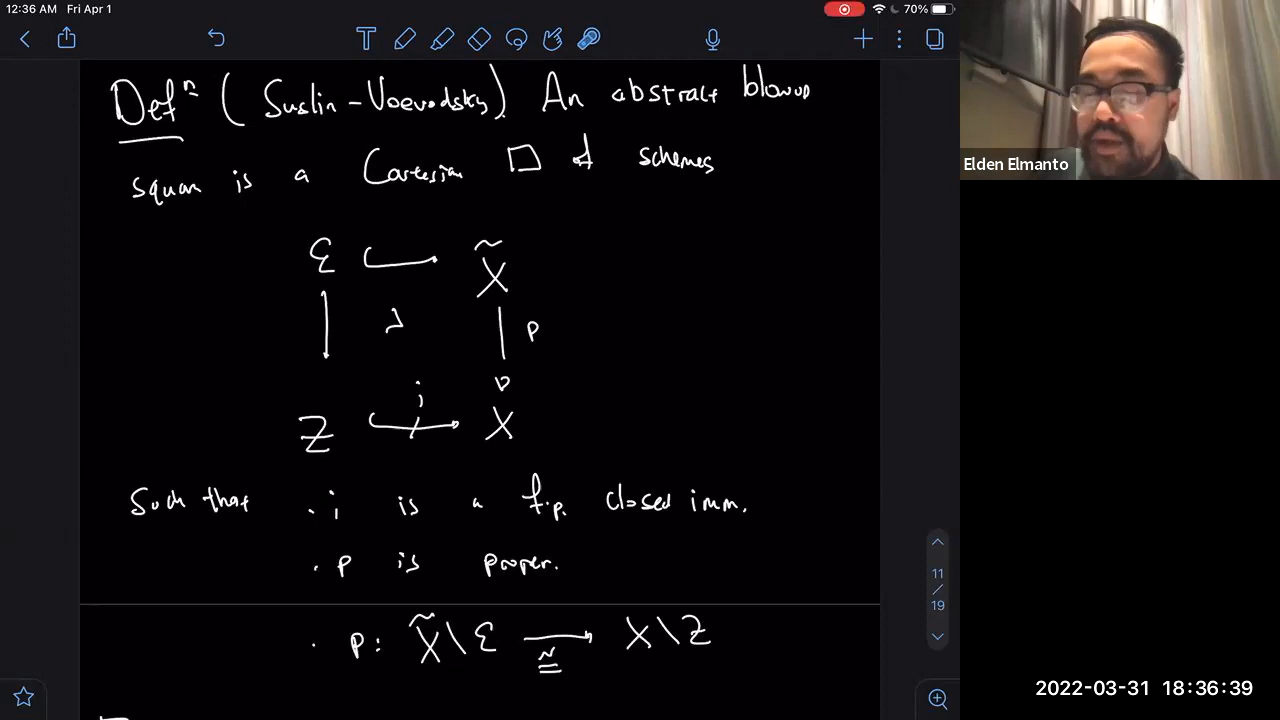 12:36 AM Fri Apr 1
70%
Defⁿ (Suslin-Voevodsky). An abstract blowup
square is a Cartesian □ of schemes
Ɛ X̃
p
i
Z X
Such that · i is a f.p. closed imm.
· p is proper.
· p: X̃\Ɛ → X\Z
≅
11
/
19
Elden Elmanto
2022-03-31 18:36:39